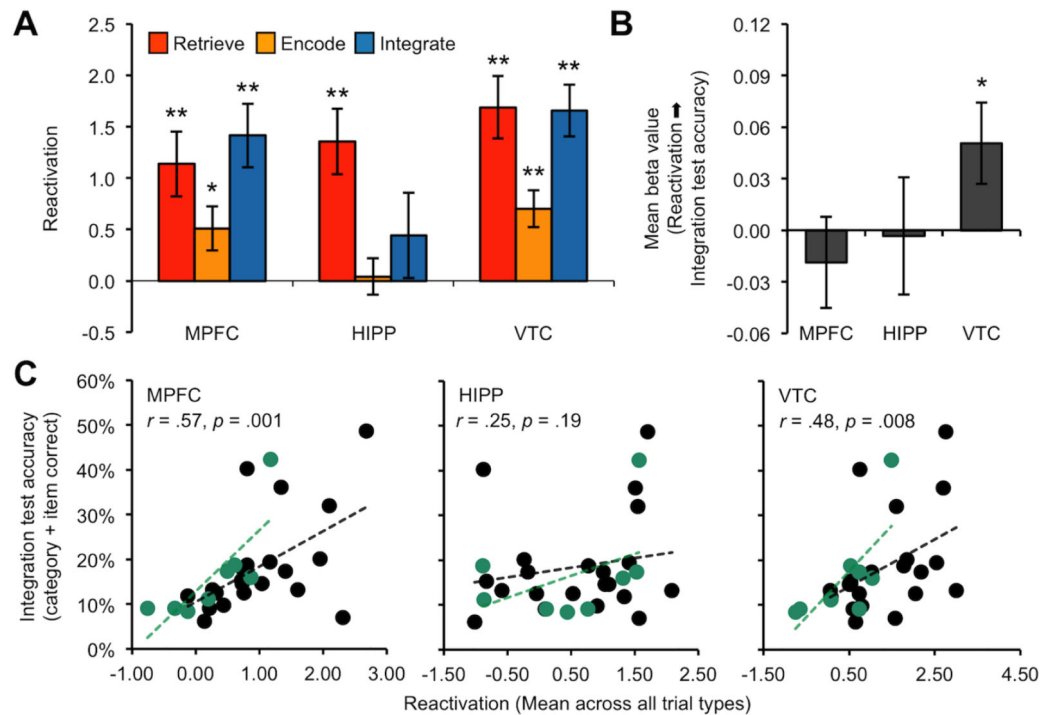 A
Retrieve Encode Integrate
Reactivation
2.5
2.0
1.5
1.0
0.5
0.0
-0.5
** * ** ** ** ** **
MPFC HIPP VTC
B
Mean beta value
(Reactivation ➡
Integration test accuracy)
0.12
0.09
0.06
0.03
0.00
-0.03
-0.06
*
MPFC HIPP VTC
C
Integration test accuracy
(category + item correct)
60%
50%
40%
30%
20%
10%
0%
MPFC
r = .57, p = .001
-1.00 0.00 1.00 2.00 3.00
HIPP
r = .25, p = .19
-1.50 -0.50 0.50 1.50 2.50
VTC
r = .48, p = .008
-1.50 0.50 2.50 4.50
Reactivation (Mean across all trial types)